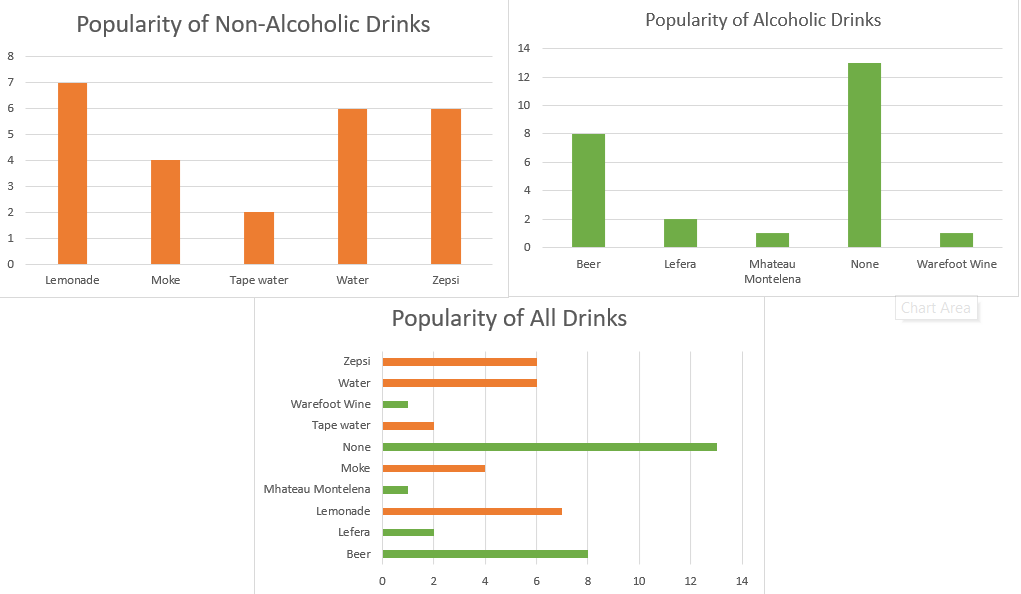 Popularity of Non-Alcoholic Drinks
8
7
6
5
4
3
2
1
0
Lemonade Moke Tape water Water Zepsi
Popularity of Alcoholic Drinks
14
12
10
8
6
4
2
0
Beer Lefera Mhateau None Warefoot Wine
Montelena
Chart Area
Popularity of All Drinks
Zepsi
Water
Warefoot Wine
Tape water
None
Moke
Mhateau Montelena
Lemonade
Lefera
Beer
0 2 4 6 8 10 12 14